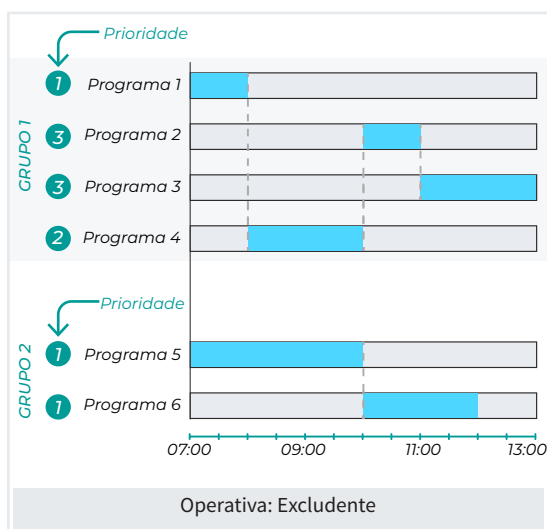 Prioridade
GRUPO 1
1 Programa 1
3 Programa 2
3 Programa 3
2 Programa 4
Prioridade
GRUPO 2
1 Programa 5
1 Programa 6
07:00 09:00 11:00 13:00
Operativa: Excludente